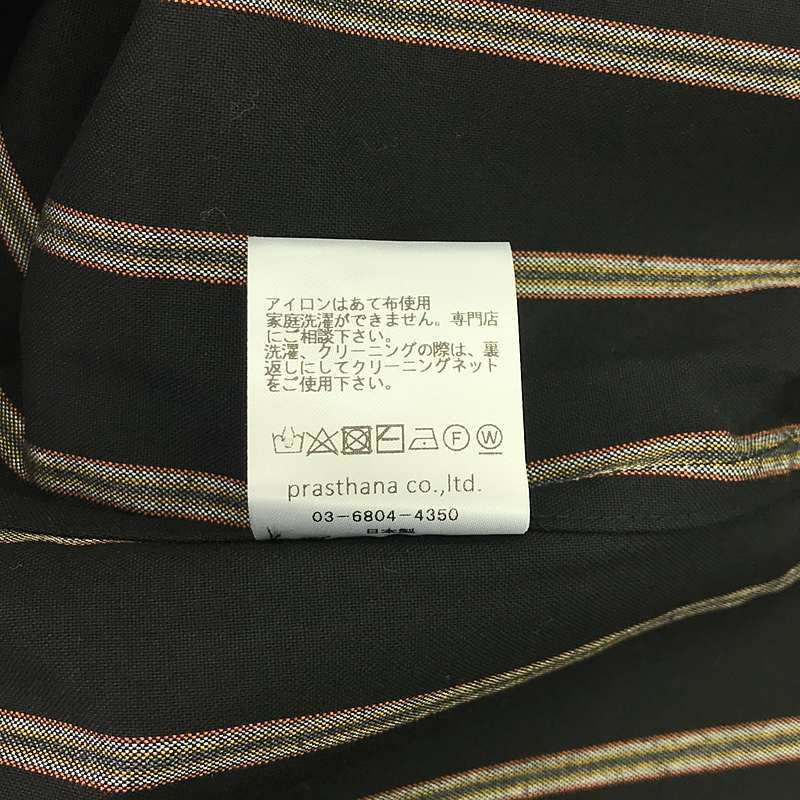 アイロンはあて布使用
家庭洗濯ができません。専門店
にご相談下さい。
洗濯、クリーニングの際は、裏
返しにしてクリーニングネット
をご使用下さい。
F W
prasthana co.,ltd.
03-6804-4350
日本製